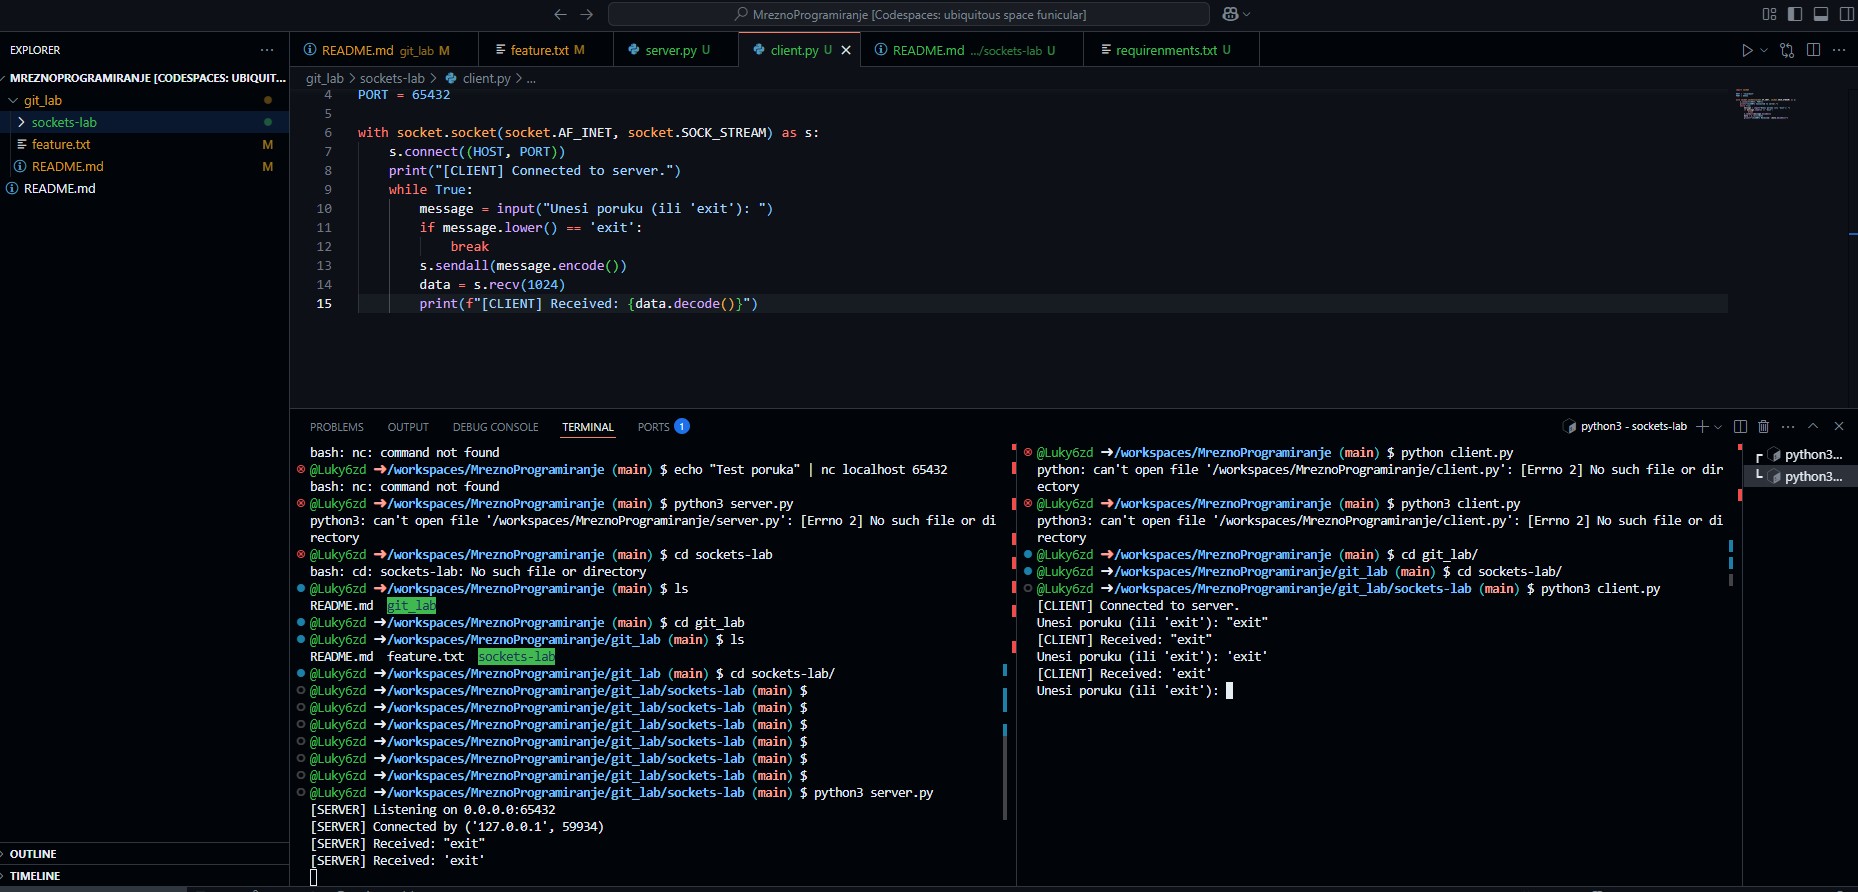 MreznoProgramiranje [Codespaces: ubiquitous space funicular]
EXPLORER
MREZNOPROGRAMIRANJE [CODESPACES: UBIQUIT...
git_lab
sockets-lab
feature.txt M
README.md M
README.md
OUTLINE
TIMELINE
README.md git_lab M
feature.txt M
server.py U
client.py U
README.md .../sockets-lab U
requirenments.txt U
git_lab > sockets-lab > client.py > ...
4 PORT = 65432
5
6 with socket.socket(socket.AF_INET, socket.SOCK_STREAM) as s:
7 s.connect((HOST, PORT))
8 print("[CLIENT] Connected to server.")
9 while True:
10 message = input("Unesi poruku (ili 'exit'): ")
11 if message.lower() == 'exit':
12 break
13 s.sendall(message.encode())
14 data = s.recv(1024)
15 print(f"[CLIENT] Received: {data.decode()}")
PROBLEMS OUTPUT DEBUG CONSOLE TERMINAL PORTS 1
python3 - sockets-lab
bash: nc: command not found
@Luky6zd ➜/workspaces/MreznoProgramiranje (main) $ echo "Test poruka" | nc localhost 65432
bash: nc: command not found
@Luky6zd ➜/workspaces/MreznoProgramiranje (main) $ python3 server.py
python3: can't open file '/workspaces/MreznoProgramiranje/server.py': [Errno 2] No such file or di
rectory
@Luky6zd ➜/workspaces/MreznoProgramiranje (main) $ cd sockets-lab
bash: cd: sockets-lab: No such file or directory
@Luky6zd ➜/workspaces/MreznoProgramiranje (main) $ ls
README.md git_lab
@Luky6zd ➜/workspaces/MreznoProgramiranje (main) $ cd git_lab
@Luky6zd ➜/workspaces/MreznoProgramiranje/git_lab (main) $ ls
README.md feature.txt sockets-lab
@Luky6zd ➜/workspaces/MreznoProgramiranje/git_lab (main) $ cd sockets-lab/
@Luky6zd ➜/workspaces/MreznoProgramiranje/git_lab/sockets-lab (main) $
@Luky6zd ➜/workspaces/MreznoProgramiranje/git_lab/sockets-lab (main) $
@Luky6zd ➜/workspaces/MreznoProgramiranje/git_lab/sockets-lab (main) $
@Luky6zd ➜/workspaces/MreznoProgramiranje/git_lab/sockets-lab (main) $
@Luky6zd ➜/workspaces/MreznoProgramiranje/git_lab/sockets-lab (main) $
@Luky6zd ➜/workspaces/MreznoProgramiranje/git_lab/sockets-lab (main) $
@Luky6zd ➜/workspaces/MreznoProgramiranje/git_lab/sockets-lab (main) $ python3 server.py
[SERVER] Listening on 0.0.0.0:65432
[SERVER] Connected by ('127.0.0.1', 59934)
[SERVER] Received: "exit"
[SERVER] Received: 'exit'
@Luky6zd ➜/workspaces/MreznoProgramiranje (main) $ python client.py
python: can't open file '/workspaces/MreznoProgramiranje/client.py': [Errno 2] No such file or dir
ectory
@Luky6zd ➜/workspaces/MreznoProgramiranje (main) $ python3 client.py
python3: can't open file '/workspaces/MreznoProgramiranje/client.py': [Errno 2] No such file or di
rectory
@Luky6zd ➜/workspaces/MreznoProgramiranje (main) $ cd git_lab/
@Luky6zd ➜/workspaces/MreznoProgramiranje/git_lab (main) $ cd sockets-lab/
@Luky6zd ➜/workspaces/MreznoProgramiranje/git_lab/sockets-lab (main) $ python3 client.py
[CLIENT] Connected to server.
Unesi poruku (ili 'exit'): "exit"
[CLIENT] Received: "exit"
Unesi poruku (ili 'exit'): 'exit'
[CLIENT] Received: 'exit'
Unesi poruku (ili 'exit'):
python3...
python3...